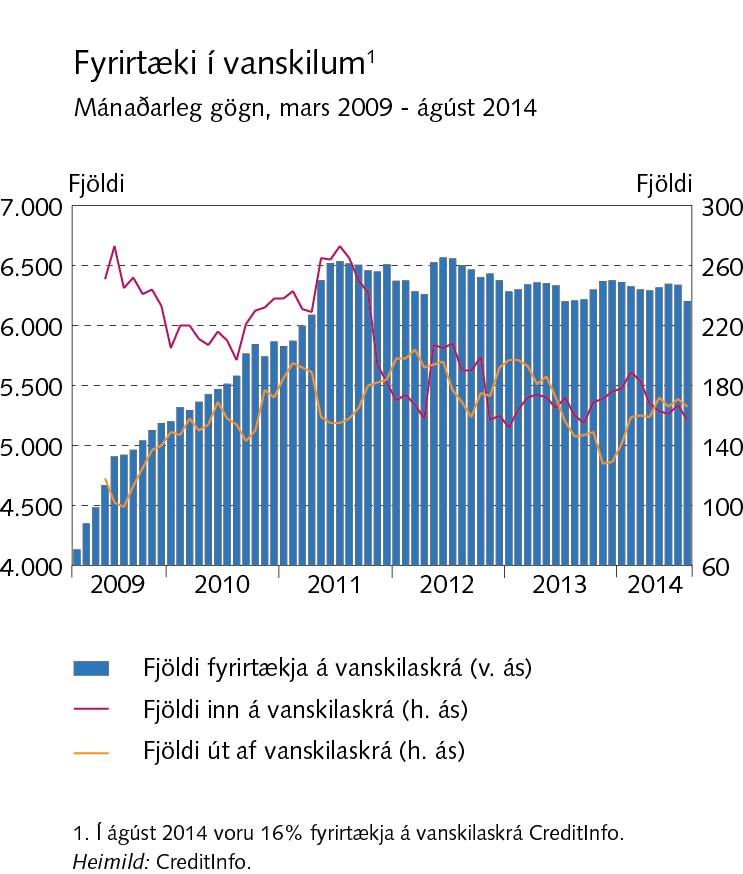 Fyrirtæki í vanskilum1
Mánaðarleg gögn, mars 2009 - ágúst 2014
Fjöldi Fjöldi
7.000 300
6.500 260
6.000 220
5.500 180
5.000 140
4.500 100
4.000 60
2009 2010 2011 2012 2013 2014
Fjöldi fyrirtækja á vanskilaskrá (v. ás)
Fjöldi inn á vanskilaskrá (h. ás)
Fjöldi út af vanskilaskrá (h. ás)
1. Í ágúst 2014 voru 16% fyrirtækja á vanskilaskrá CreditInfo.
Heimild: CreditInfo.